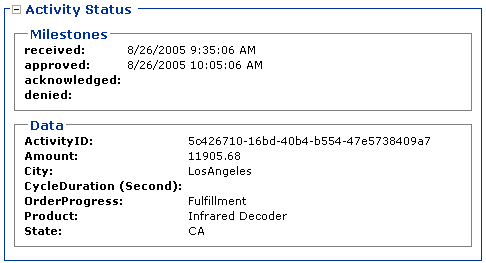 Activity Status
Milestones
received: 8/26/2005 9:35:06 AM
approved: 8/26/2005 10:05:06 AM
acknowledged:
denied:
Data
ActivityID: 5c426710-16bd-40b4-b554-47e5738409a7
Amount: 11905.68
City: LosAngeles
CycleDuration (Second):
OrderProgress: Fulfillment
Product: Infrared Decoder
State: CA